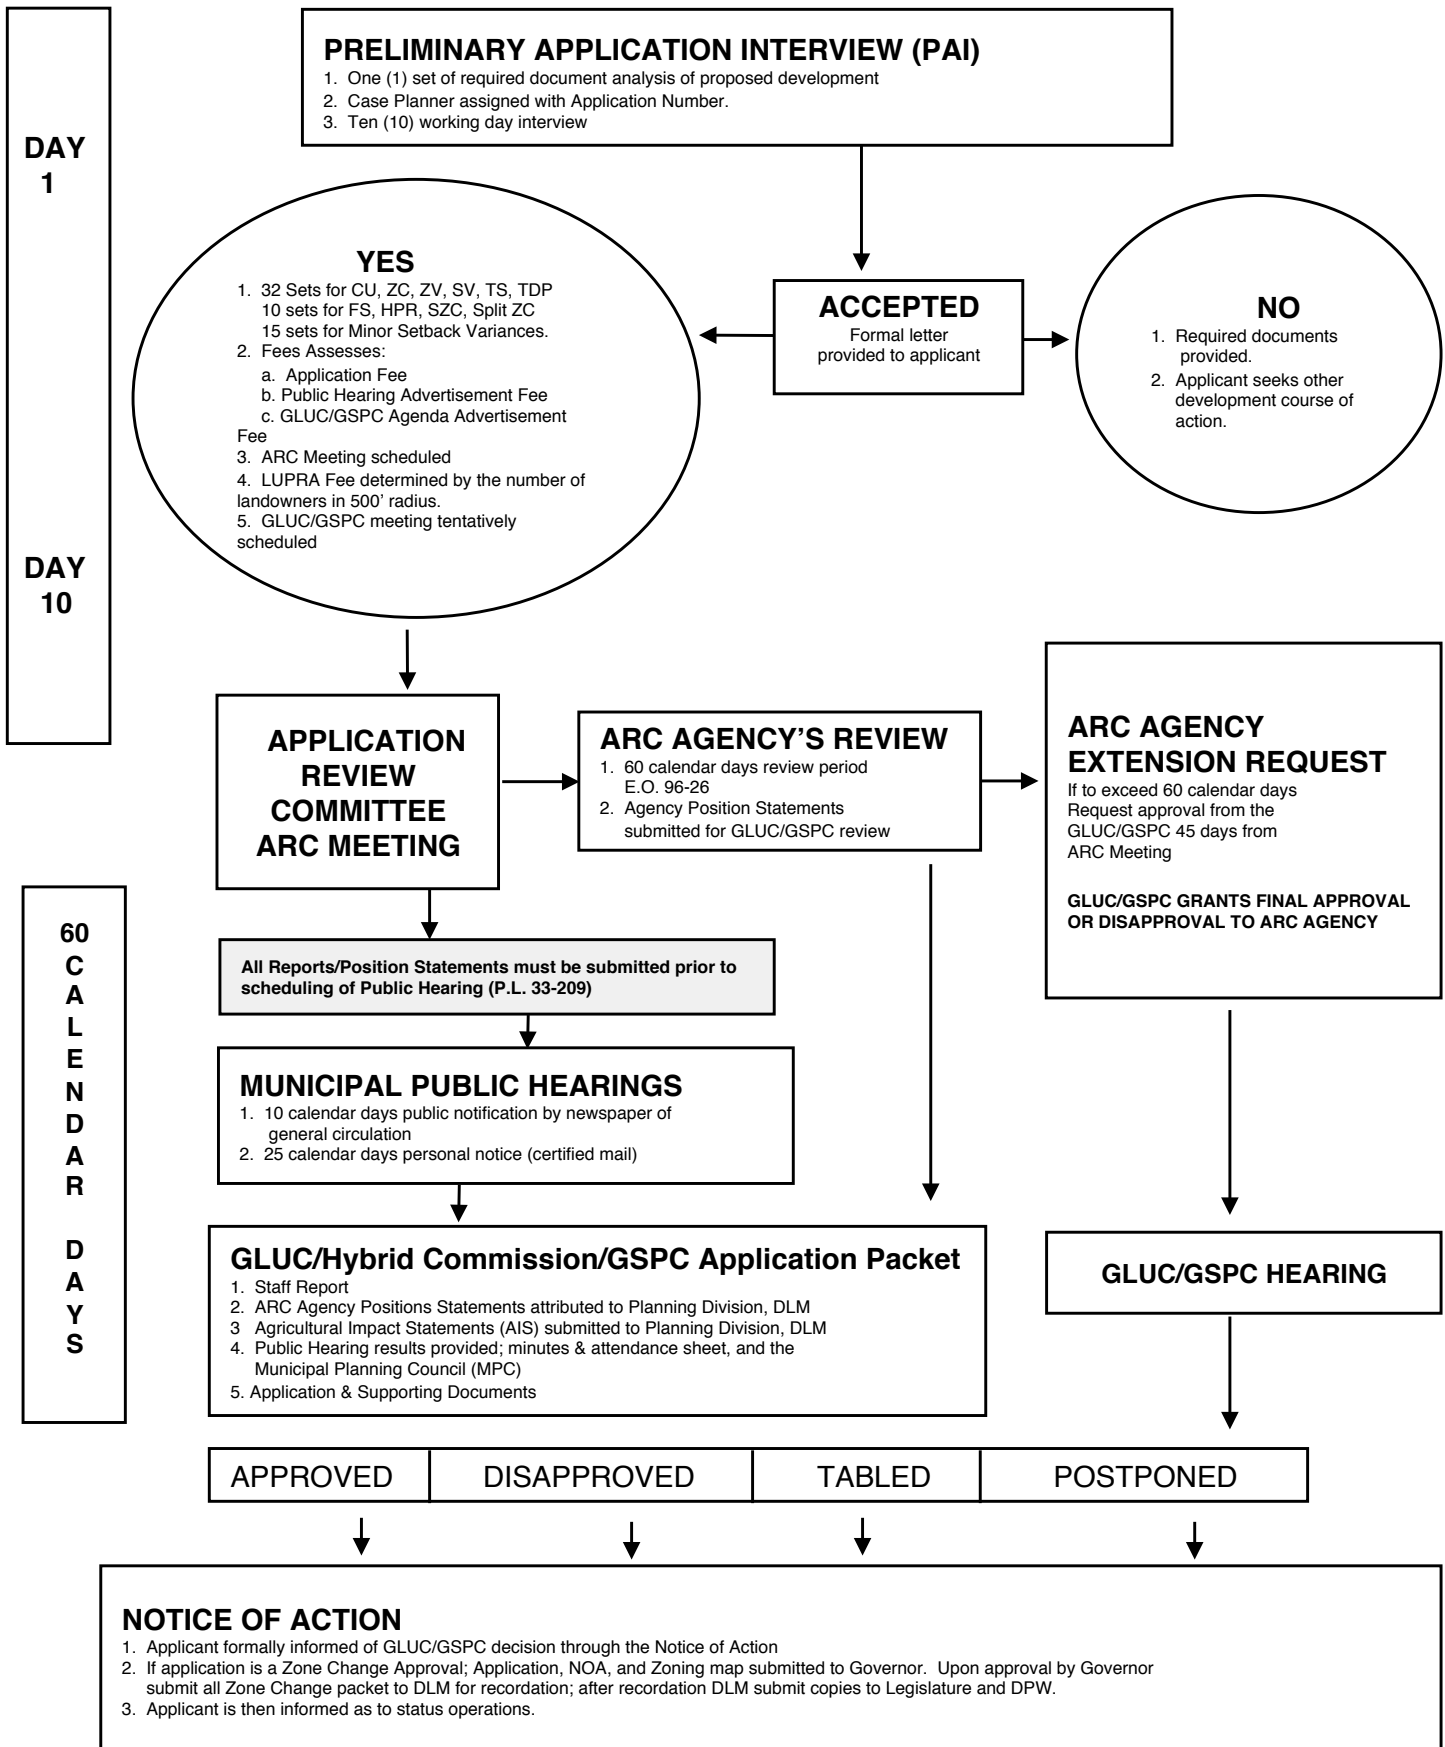 PRELIMINARY APPLICATION INTERVIEW (PAI)
1. One (1) set of required document analysis of proposed development
2. Case Planner assigned with Application Number.
3. Ten (10) working day interview
DAY
1
DAY
10
YES
1. 32 Sets for CU, ZC, ZV, SV, TS, TDP
10 sets for FS, HPR, SZC, Split ZC
15 sets for Minor Setback Variances.
2. Fees Assesses:
a. Application Fee
b. Public Hearing Advertisement Fee
c. GLUC/GSPC Agenda Advertisement
Fee
3. ARC Meeting scheduled
4. LUPRA Fee determined by the number of
landowners in 500' radius.
5. GLUC/GSPC meeting tentatively
scheduled
ACCEPTED
Formal letter
provided to applicant
NO
1. Required documents
provided.
2. Applicant seeks other
development course of
action.
APPLICATION
REVIEW
COMMITTEE
ARC MEETING
ARC AGENCY’S REVIEW
1. 60 calendar days review period
E.O. 96-26
2. Agency Position Statements
submitted for GLUC/GSPC review
ARC AGENCY
EXTENSION REQUEST
If to exceed 60 calendar days
Request approval from the
GLUC/GSPC 45 days from
ARC Meeting
GLUC/GSPC GRANTS FINAL APPROVAL
OR DISAPPROVAL TO ARC AGENCY
60
C
A
L
E
N
D
A
R
D
A
Y
S
All Reports/Position Statements must be submitted prior to
scheduling of Public Hearing (P.L. 33-209)
MUNICIPAL PUBLIC HEARINGS
1. 10 calendar days public notification by newspaper of
general circulation
2. 25 calendar days personal notice (certified mail)
GLUC/Hybrid Commission/GSPC Application Packet
1. Staff Report
2. ARC Agency Positions Statements attributed to Planning Division, DLM
3 Agricultural Impact Statements (AIS) submitted to Planning Division, DLM
4. Public Hearing results provided; minutes & attendance sheet, and the
Municipal Planning Council (MPC)
5. Application & Supporting Documents
GLUC/GSPC HEARING
APPROVED DISAPPROVED TABLED POSTPONED
NOTICE OF ACTION
1. Applicant formally informed of GLUC/GSPC decision through the Notice of Action
2. If application is a Zone Change Approval; Application, NOA, and Zoning map submitted to Governor. Upon approval by Governor
submit all Zone Change packet to DLM for recordation; after recordation DLM submit copies to Legislature and DPW.
3. Applicant is then informed as to status operations.